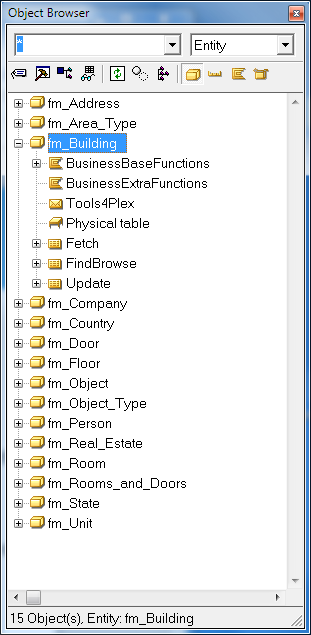 Object Browser
*
Entity
fm_Address
fm_Area_Type
fm_Building
BusinessBaseFunctions
BusinessExtraFunctions
Tools4Plex
Physical table
Fetch
FindBrowse
Update
fm_Company
fm_Country
fm_Door
fm_Floor
fm_Object
fm_Object_Type
fm_Person
fm_Real_Estate
fm_Room
fm_Rooms_and_Doors
fm_State
fm_Unit
15 Object(s), Entity: fm_Building